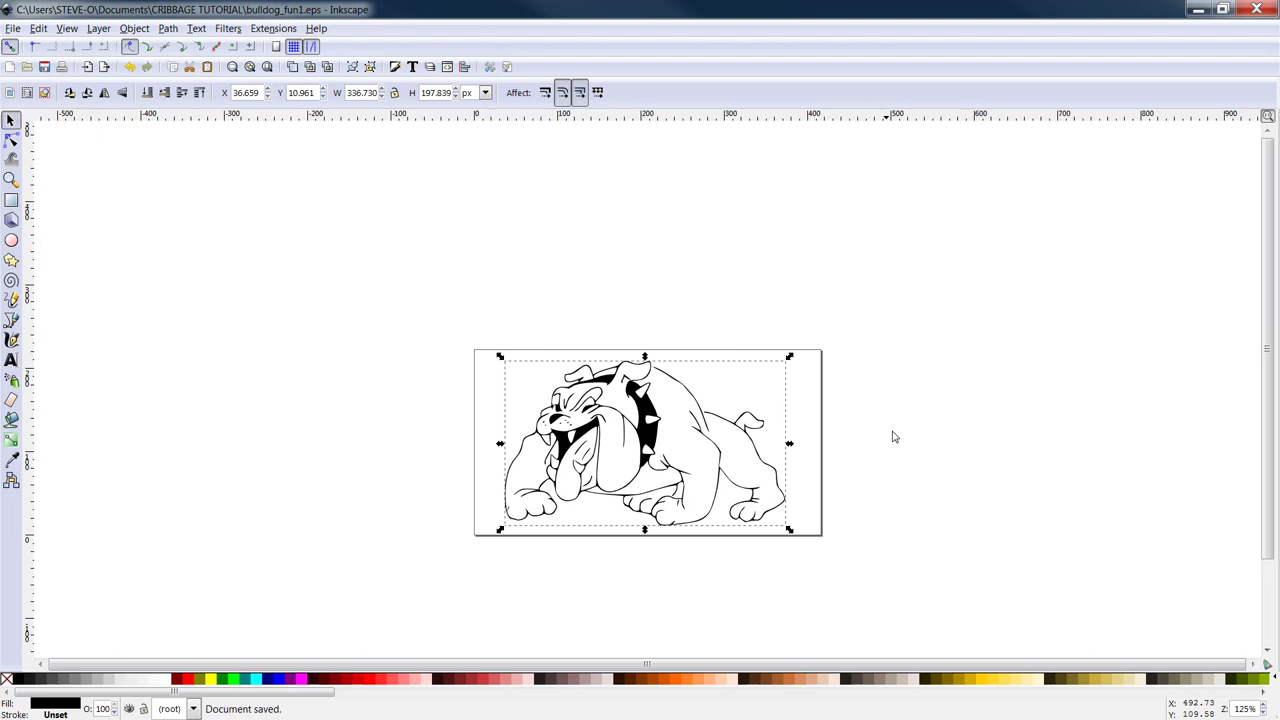 C:\Users\STEVE-O\Documents\CRIBBAGE TUTORIAL\bulldog_fun1.eps - Inkscape
File Edit View Layer Object Path Text Filters Extensions Help
X 36.659 Y 10.961 W 336.730 H 197.839 px Affect:
-500 -400 -300 -200 -100 0 100 200 300 400 500 600 700 800 900
Fill: Unset
Stroke:
O: 100 (root) Document saved.
X: 492.73
Y: 109.58
Z: 125%